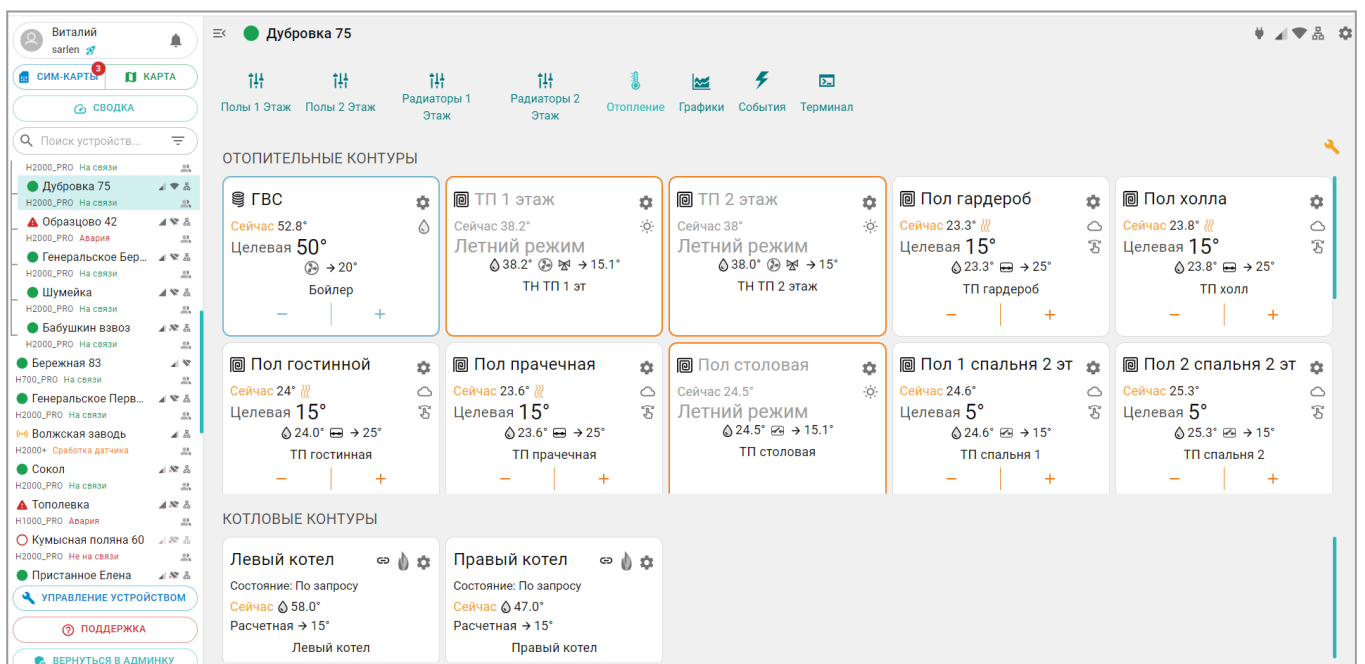 Виталий
sarlen
СИМ-КАРТЫ 3 КАРТА
СВОДКА
Поиск устройств...
H2000_PRO На связи
Дубровка 75
H2000_PRO На связи
Образцово 42
H2000_PRO Авария
Генеральское Бер...
H2000_PRO На связи
Шумейка
H2000_PRO На связи
Бабушкин взвоз
H2000_PRO На связи
Бережная 83
H700_PRO На связи
Генеральское Перв...
H2000_PRO На связи
Волжская заводь
H2000+ Сработка датчика
Сокол
H2000_PRO На связи
Тополевка
H1000_PRO Авария
Кумысная поляна 60
H2000_PRO Не на связи
Пристанное Елена
УПРАВЛЕНИЕ УСТРОЙСТВОМ
ПОДДЕРЖКА
ВЕРНУТЬСЯ В АДМИНКУ
Дубровка 75
Полы 1 Этаж
Полы 2 Этаж
Радиаторы 1
Этаж
Радиаторы 2
Этаж
Отопление
Графики
События
Терминал
ОТОПИТЕЛЬНЫЕ КОНТУРЫ
ГВС
Сейчас 52.8°
Целевая 50°
→ 20°
Бойлер
− +
ТП 1 этаж
Сейчас 38.2°
Летний режим
38.2° → 15.1°
ТН ТП 1 эт
ТП 2 этаж
Сейчас 38°
Летний режим
38.0° → 15°
ТН ТП 2 этаж
Пол гардероб
Сейчас 23.3°
Целевая 15°
23.3° → 25°
ТП гардероб
− +
Пол холла
Сейчас 23.8°
Целевая 15°
23.8° → 25°
ТП холл
− +
Пол гостинной
Сейчас 24°
Целевая 15°
24.0° → 25°
ТП гостинная
− +
Пол прачечная
Сейчас 23.6°
Целевая 15°
23.6° → 25°
ТП прачечная
− +
Пол столовая
Сейчас 24.5°
Летний режим
24.5° → 15.1°
ТП столовая
Пол 1 спальня 2 эт
Сейчас 24.6°
Целевая 5°
24.6° → 15°
ТП спальня 1
− +
Пол 2 спальня 2 эт
Сейчас 25.3°
Целевая 5°
25.3° → 15°
ТП спальня 2
− +
КОТЛОВЫЕ КОНТУРЫ
Левый котел
Состояние: По запросу
Сейчас 58.0°
Расчетная → 15°
Левый котел
Правый котел
Состояние: По запросу
Сейчас 47.0°
Расчетная → 15°
Правый котел